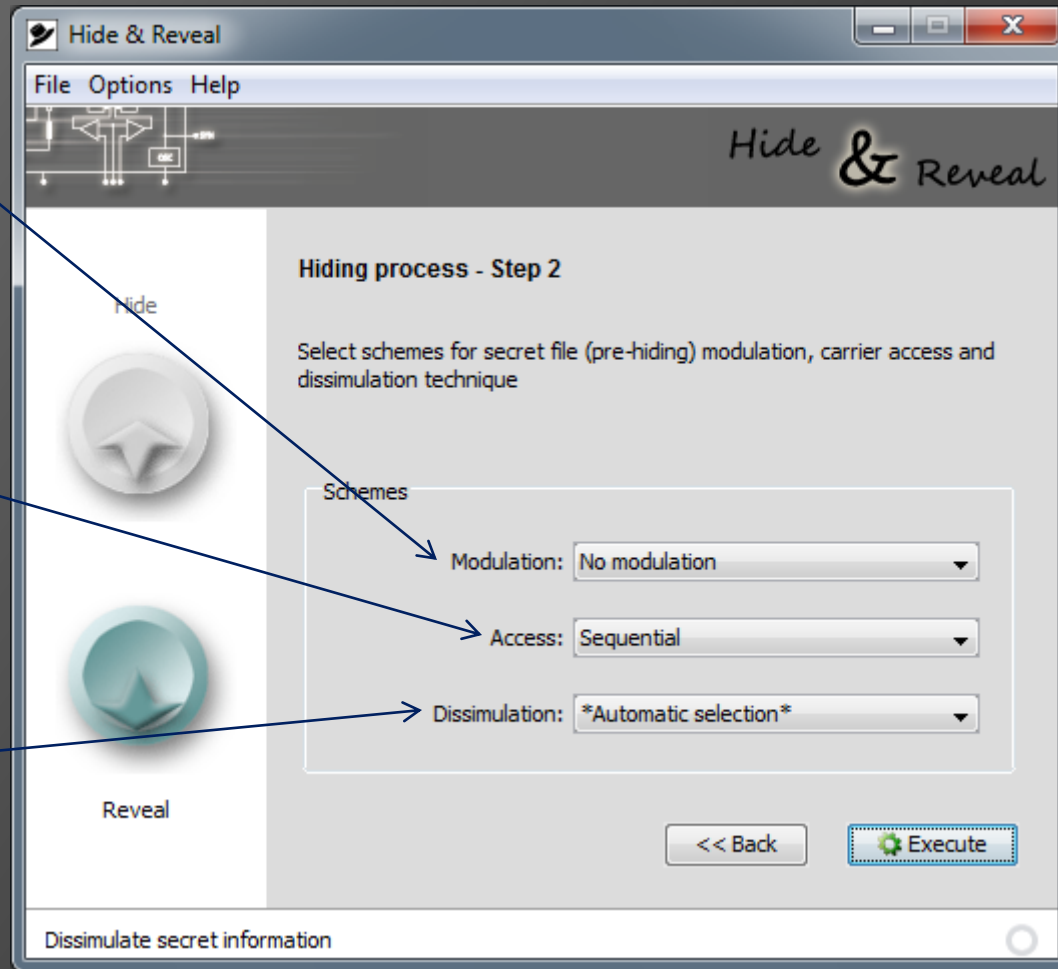 Hide & Reveal
File Options Help
Hide & Reveal
Hiding process - Step 2
Hide
Select schemes for secret file (pre-hiding) modulation, carrier access and
dissimulation technique
Schemes
Modulation: No modulation
Access: Sequential
Dissimulation: *Automatic selection*
Reveal
<< Back
Execute
Dissimulate secret information